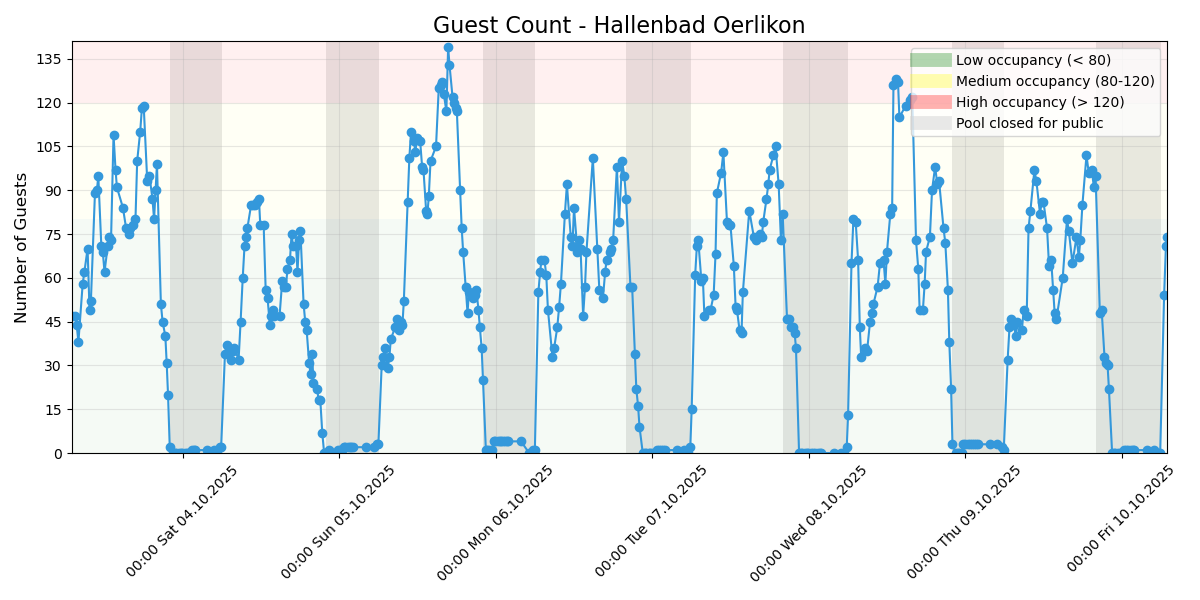 Guest Count - Hallenbad Oerlikon
Number of Guests
135
120
105
90
75
60
45
30
15
0
Low occupancy (< 80)
Medium occupancy (80-120)
High occupancy (> 120)
Pool closed for public
00:00 Sat 04.10.2025
00:00 Sun 05.10.2025
00:00 Mon 06.10.2025
00:00 Tue 07.10.2025
00:00 Wed 08.10.2025
00:00 Thu 09.10.2025
00:00 Fri 10.10.2025